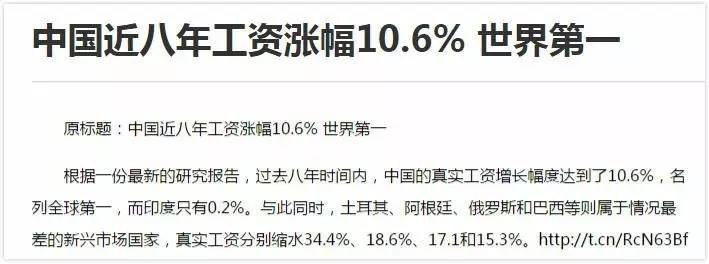 中国近八年工资涨幅10.6% 世界第一
原标题：中国近八年工资涨幅10.6% 世界第一
根据一份最新的研究报告，过去八年时间内，中国的真实工资增长幅度达到了10.6%，名
列全球第一，而印度只有0.2%。与此同时，土耳其、阿根廷、俄罗斯和巴西等则属于情况最
差的新兴市场国家，真实工资分别缩水34.4%、18.6%、17.1和15.3%。http://t.cn/RcN63Bf